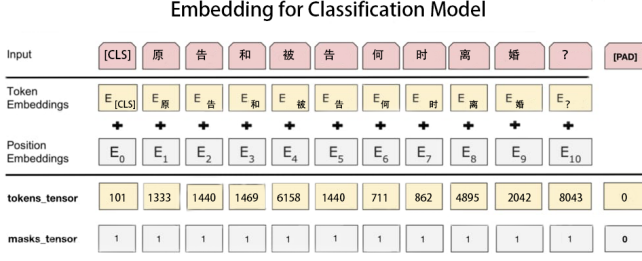 Embedding for Classification Model
Input [CLS] 原 告 和 被 告 何 时 离 婚 ? [PAD]
Token Embeddings E[CLS] E原 E告 E和 E被 E告 E何 E时 E离 E婚 E?
+ + + + + + + + + + +
Position Embeddings E0 E1 E2 E3 E4 E5 E6 E7 E8 E9 E10
tokens_tensor 101 1333 1440 1469 6158 1440 711 862 4895 2042 8043 0
masks_tensor 1 1 1 1 1 1 1 1 1 1 1 0